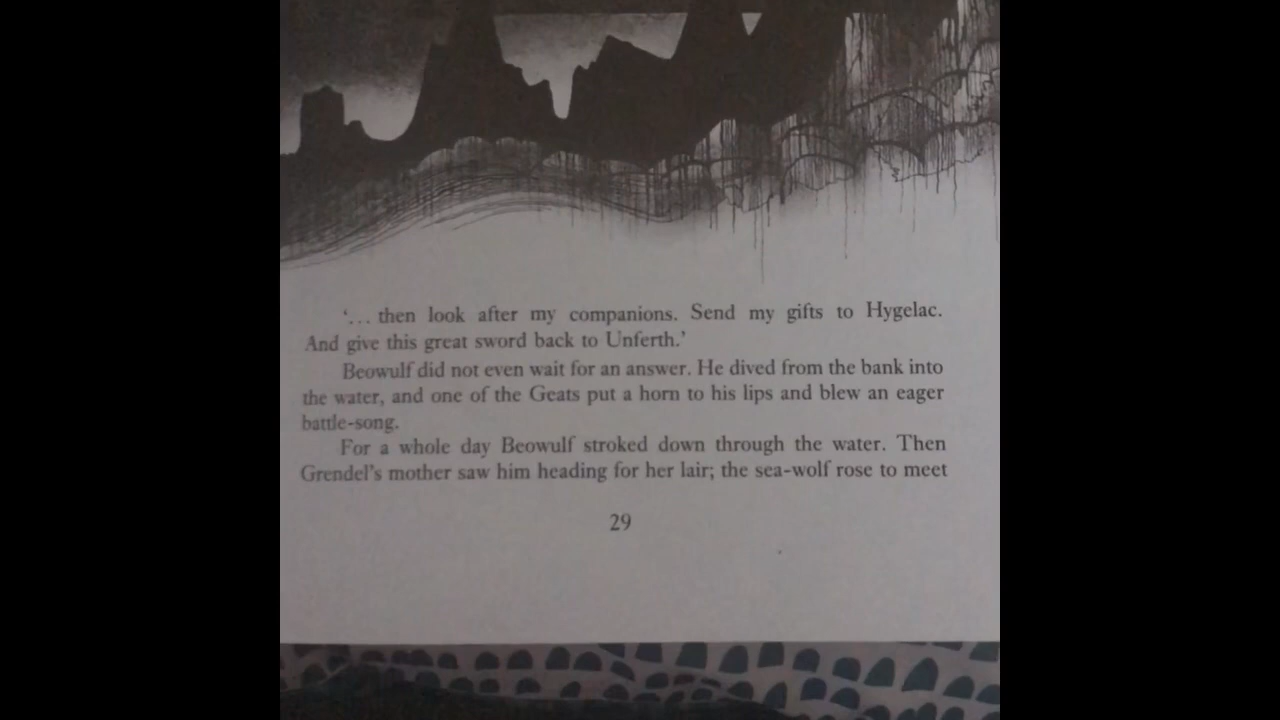 ‘... then look after my companions. Send my gifts to Hygelac.
And give this great sword back to Unferth.’
Beowulf did not even wait for an answer. He dived from the bank into
the water, and one of the Geats put a horn to his lips and blew an eager
battle-song.
For a whole day Beowulf stroked down through the water. Then
Grendel’s mother saw him heading for her lair; the sea-wolf rose to meet
29